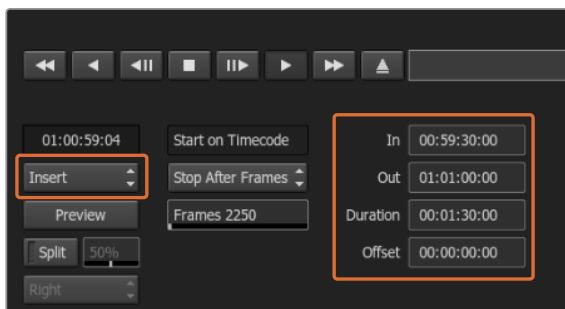 01:00:59:04 Start on Timecode In 00:59:30:00
Insert Stop After Frames Out 01:01:00:00
Preview Frames 2250 Duration 00:01:30:00
Split 50% Offset 00:00:00:00
Right